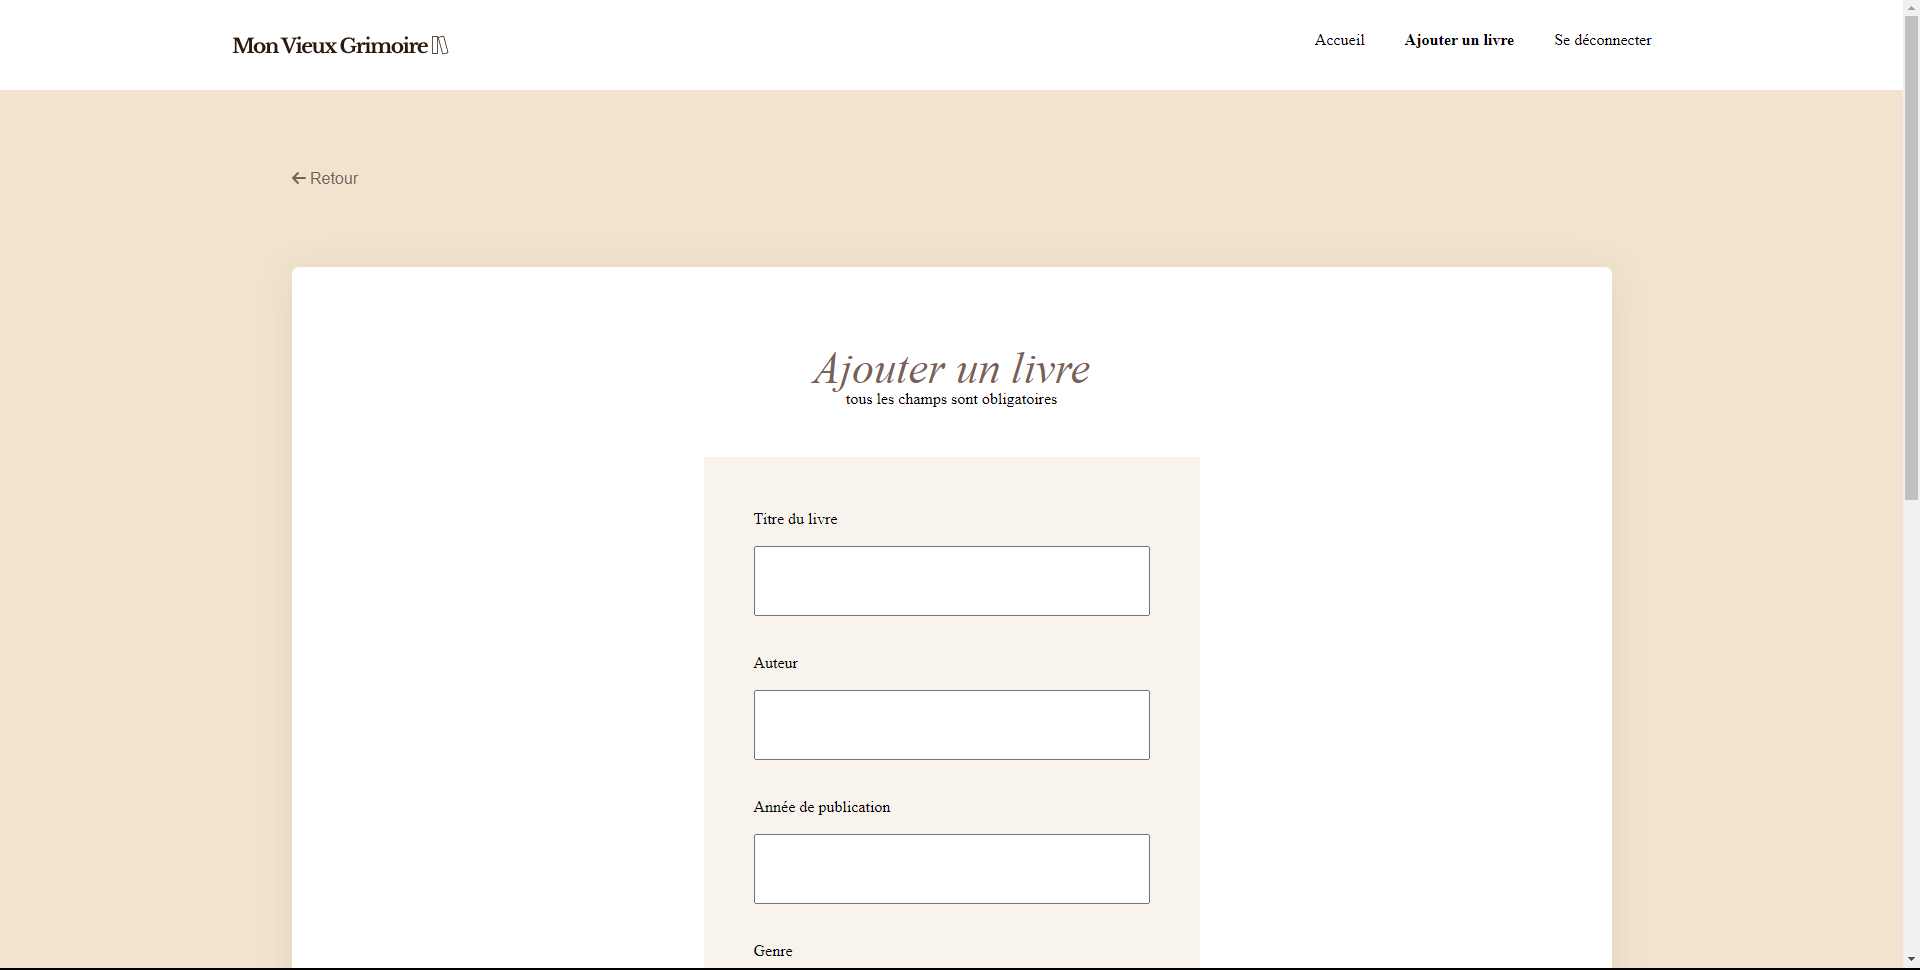 Mon Vieux Grimoire
Accueil
Ajouter un livre
Se déconnecter
Retour
Ajouter un livre
tous les champs sont obligatoires
Titre du livre
Auteur
Année de publication
Genre